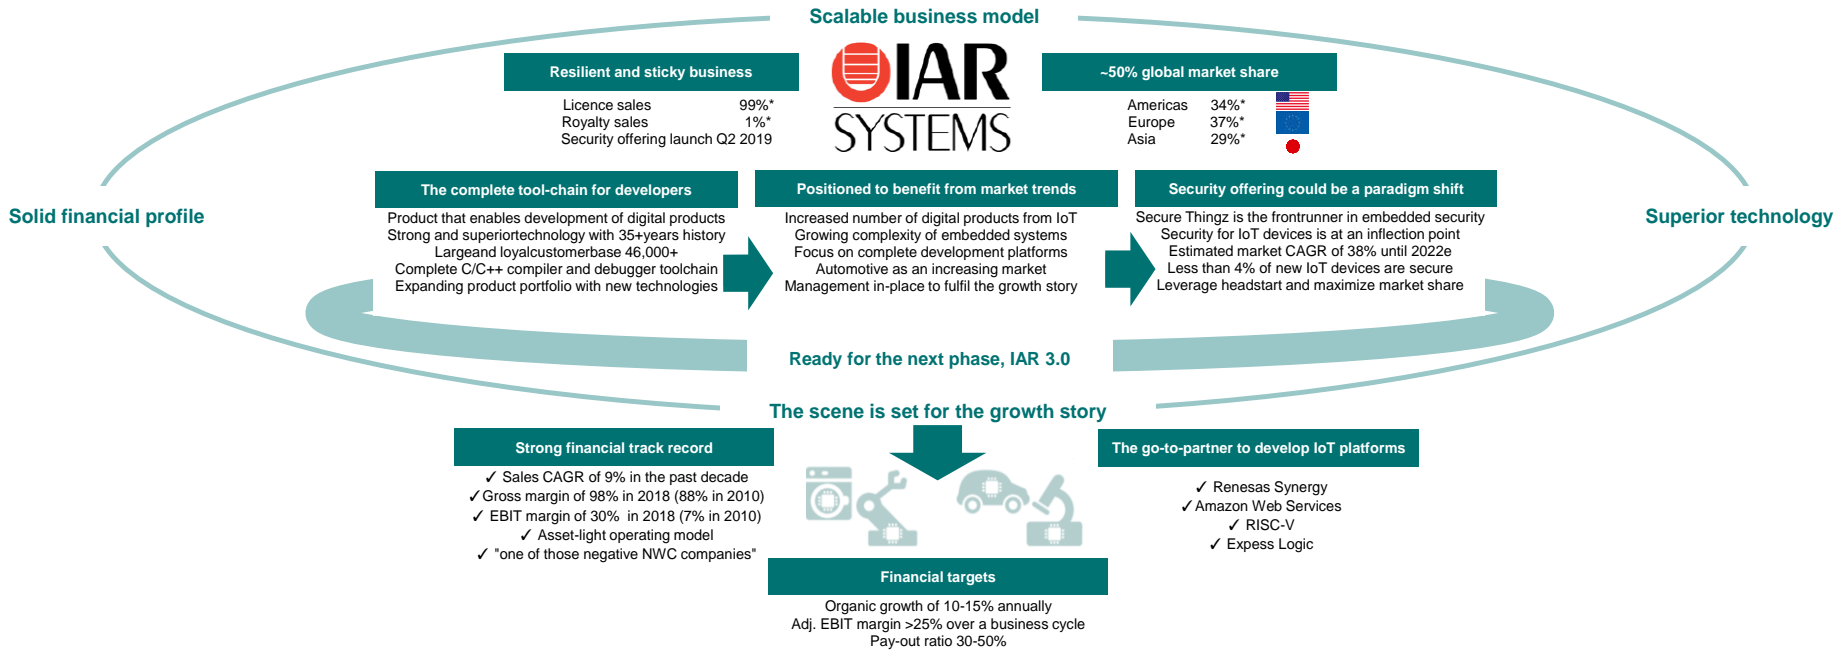 Scalable business model
Resilient and sticky business
Licence sales 99%*
Royalty sales 1%*
Security offering launch Q2 2019
IAR
SYSTEMS
~50% global market share
Americas 34%*
Europe 37%*
Asia 29%*
Solid financial profile
Superior technology
The complete tool-chain for developers
Product that enables development of digital products
Strong and superiortechnology with 35+years history
Largeand loyalcustomerbase 46,000+
Complete C/C++ compiler and debugger toolchain
Expanding product portfolio with new technologies
Positioned to benefit from market trends
Increased number of digital products from IoT
Growing complexity of embedded systems
Focus on complete development platforms
Automotive as an increasing market
Management in-place to fulfil the growth story
Security offering could be a paradigm shift
Secure Thingz is the frontrunner in embedded security
Security for IoT devices is at an inflection point
Estimated market CAGR of 38% until 2022e
Less than 4% of new IoT devices are secure
Leverage headstart and maximize market share
Ready for the next phase, IAR 3.0
The scene is set for the growth story
Strong financial track record
✓ Sales CAGR of 9% in the past decade
✓Gross margin of 98% in 2018 (88% in 2010)
✓ EBIT margin of 30% in 2018 (7% in 2010)
✓ Asset-light operating model
✓ "one of those negative NWC companies"
The go-to-partner to develop IoT platforms
✓ Renesas Synergy
✓Amazon Web Services
✓ RISC-V
✓ Expess Logic
Financial targets
Organic growth of 10-15% annually
Adj. EBIT margin >25% over a business cycle
Pay-out ratio 30-50%